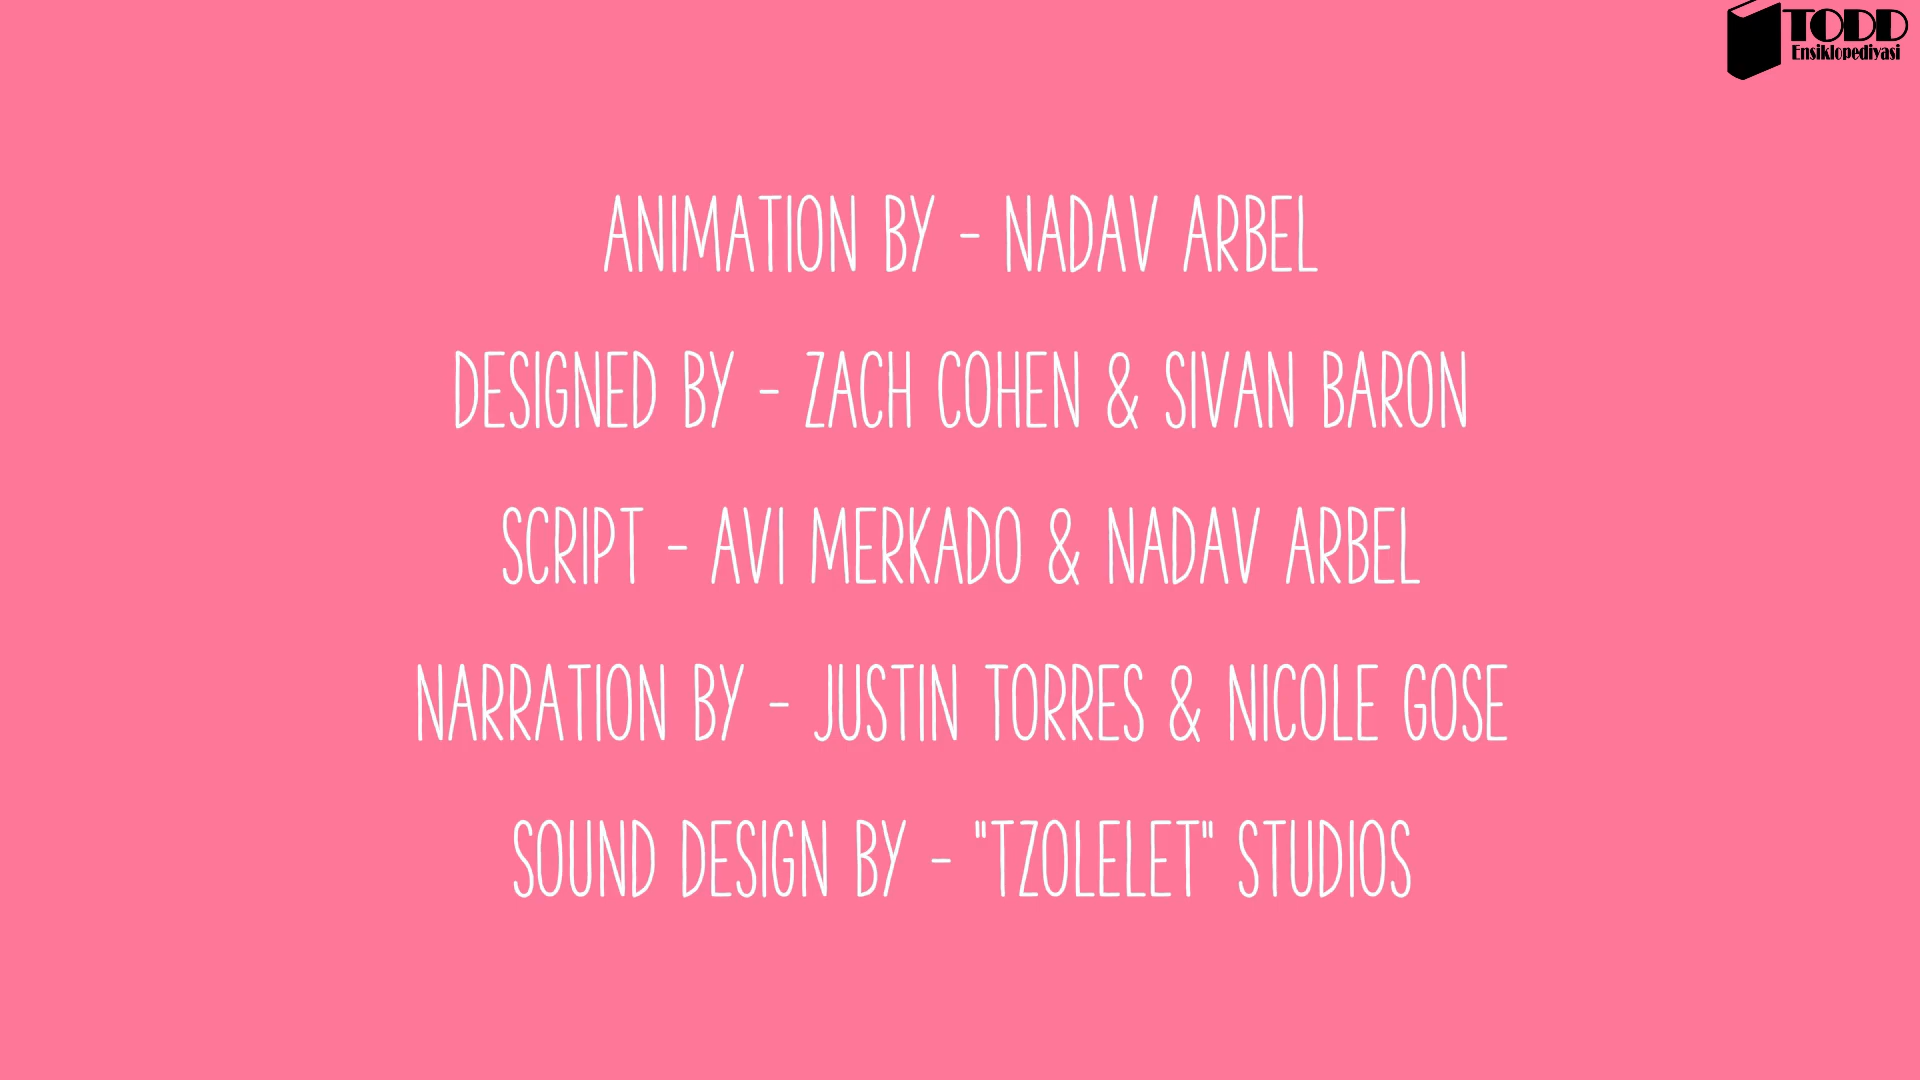 TODD
Ensiklopediyasi
ANIMATION BY - NADAV ARBEL
DESIGNED BY - ZACH COHEN & SIVAN BARON
SCRIPT - AVI MERKADO & NADAV ARBEL
NARRATION BY - JUSTIN TORRES & NICOLE GOSE
SOUND DESIGN BY - "TZOLELET" STUDIOS